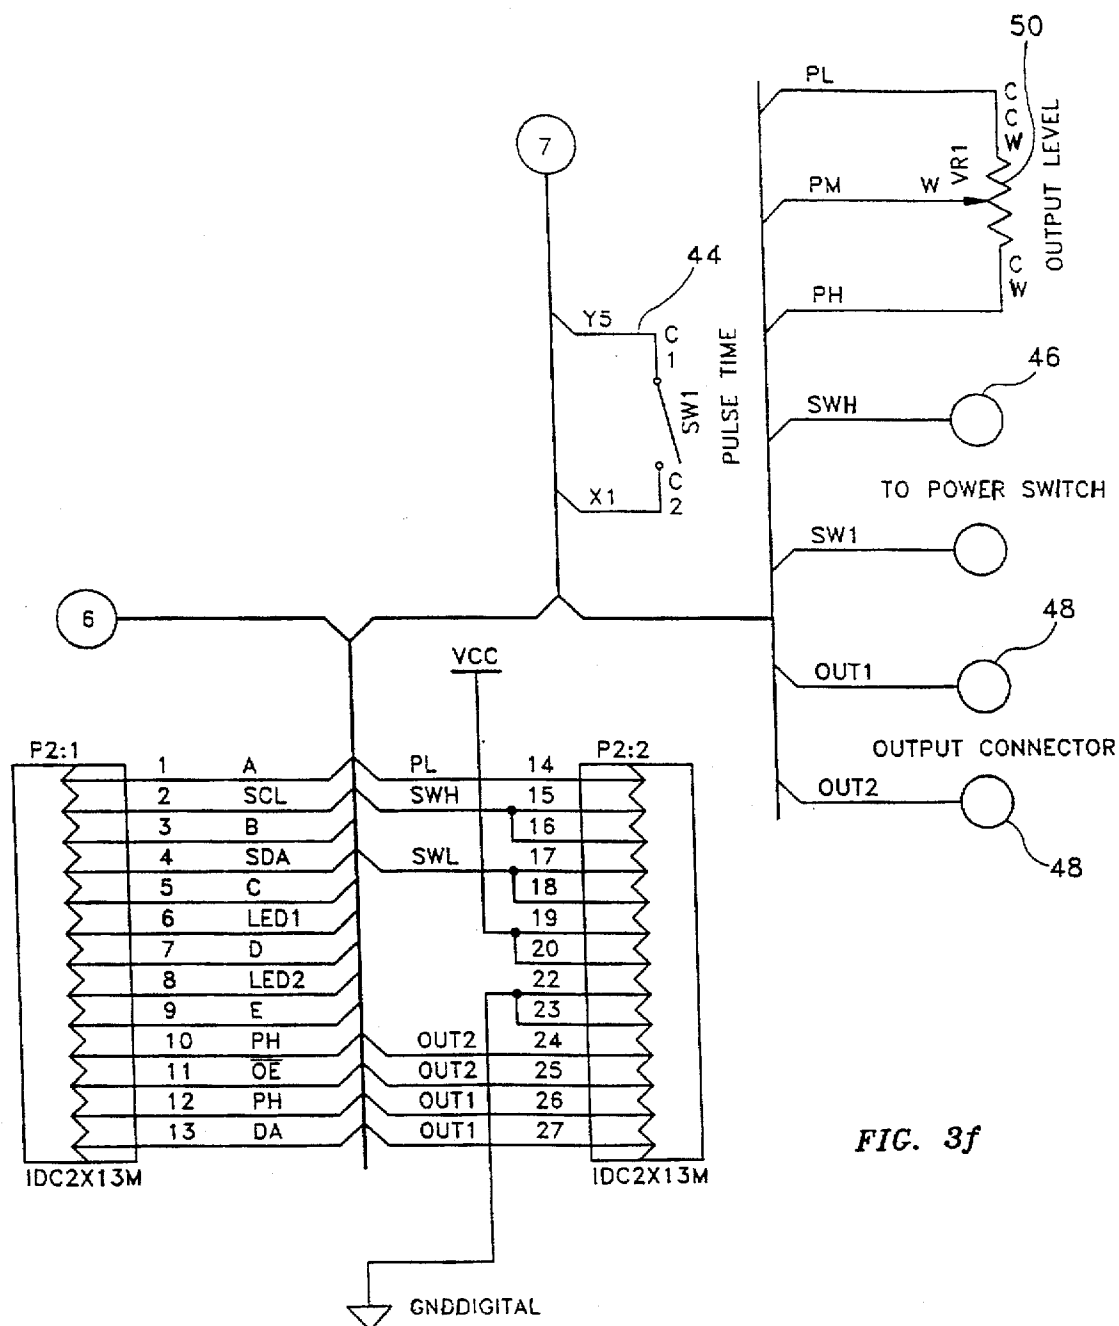 50
PL
CCW
OUTPUT LEVEL
7
PM
W
VR1
44
CW
PH
Y5
C1
PULSE TIME
46
SW1
SWH
C2
X1
TO POWER SWITCH
SW1
6
48
VCC
OUT1
P2:1
P2:2
OUTPUT CONNECTOR
1 A PL 14
2 SCL SWH 15
3 B 16
4 SDA SWL 17
5 C 18
6 LED1 19
7 D 20
8 LED2 22
9 E 23
10 PH OUT2 24
11 OE OUT2 25
12 PH OUT1 26
13 DA OUT1 27
OUT2
48
FIG. 3f
IDC2X13M
IDC2X13M
GNDDIGITAL